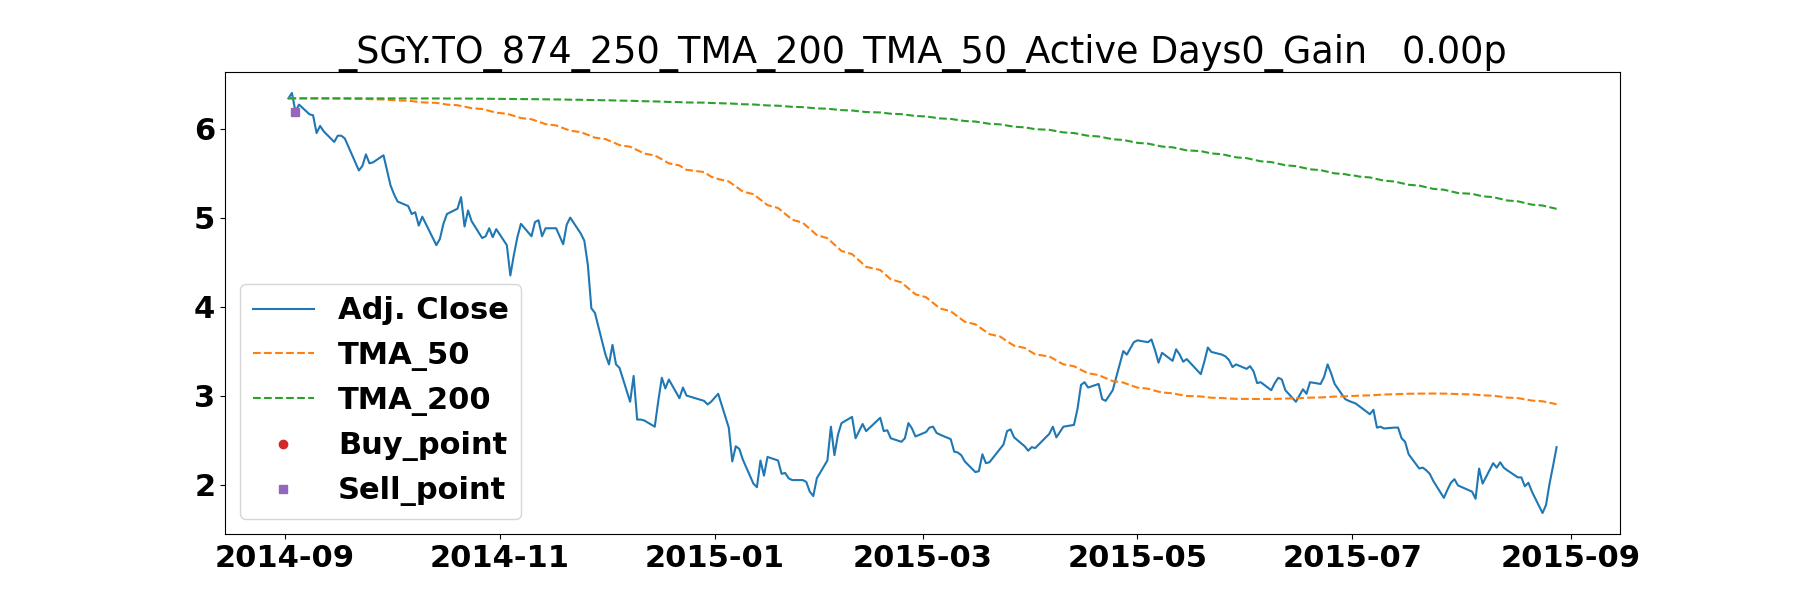 _SGY.TO_874_250_TMA_200_TMA_50_Active Days0_Gain   0.00p
6
5
4
3
2
Adj. Close
TMA_50
TMA_200
Buy_point
Sell_point
2014-09
2014-11
2015-01
2015-03
2015-05
2015-07
2015-09